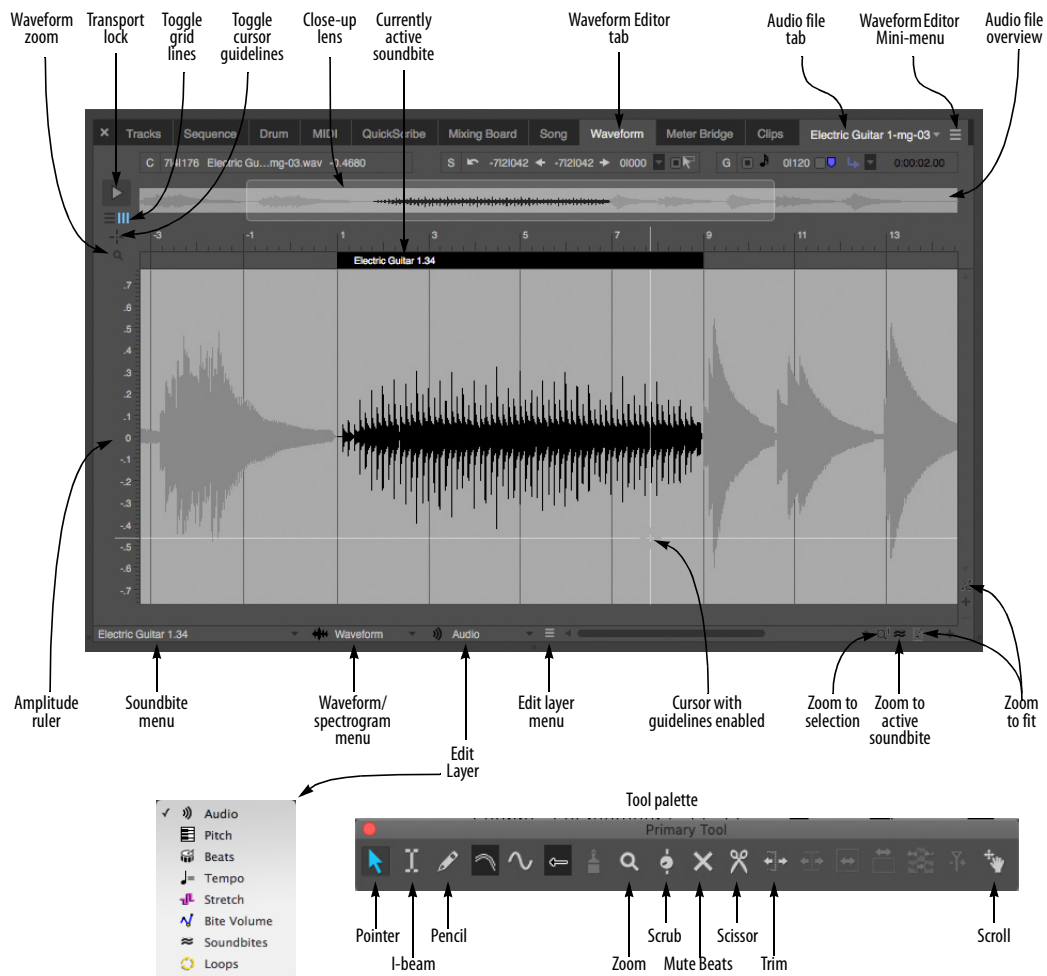 Waveform zoom
Transport lock
Toggle grid lines
Toggle cursor guidelines
Close-up lens
Currently active soundbite
Waveform Editor tab
Audio file tab
Waveform Editor Mini-menu
Audio file overview
Tracks Sequence Drum MIDI QuickScribe Mixing Board Song Waveform Meter Bridge Clips Electric Guitar 1-mg-03
C 7|4|176 Electric Gu...mg-03.wav -0.4680 S -7|2|042 -7|2|042 0|000 G 0|120 0:00:02.00
-3 -1 1 3 5 7 9 11 13
Electric Guitar 1.34
.7
.6
.5
.4
.3
.2
.1
0
-.1
-.2
-.3
-.4
-.5
-.6
-.7
Electric Guitar 1.34 Waveform Audio
Amplitude ruler
Soundbite menu
Waveform/ spectrogram menu
Edit Layer
Edit layer menu
Cursor with guidelines enabled
Zoom to selection
Zoom to active soundbite
Zoom to fit
✓ Audio
Pitch
Beats
Tempo
Stretch
Bite Volume
Soundbites
Loops
Tool palette
Primary Tool
Pointer
I-beam
Pencil
Zoom
Scrub
Mute Beats
Scissor
Trim
Scroll